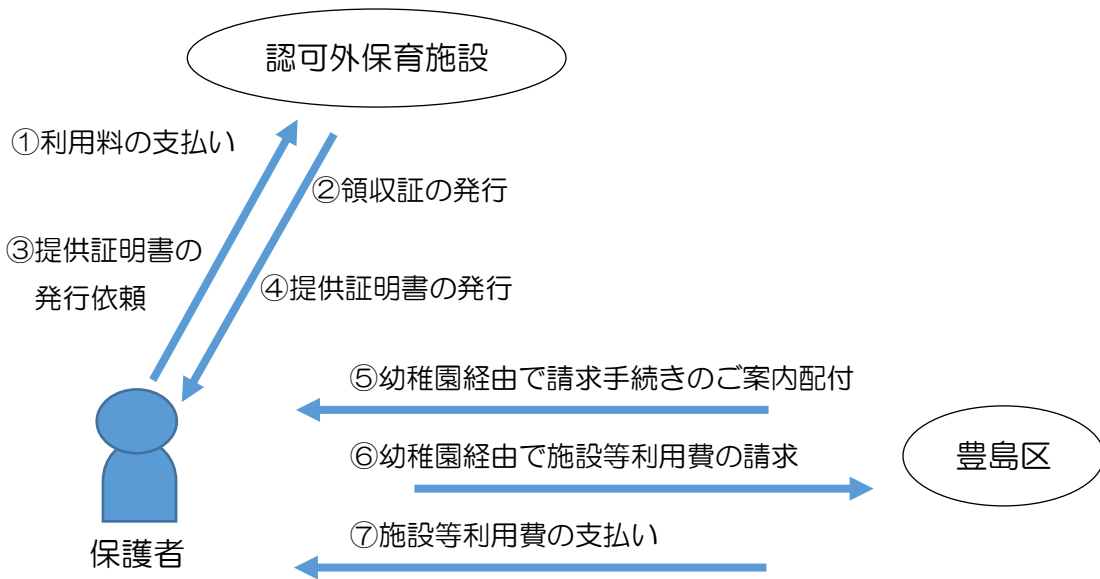 認可外保育施設
①利用料の支払い
②領収証の発行
③提供証明書の
発行依頼
④提供証明書の発行
⑤幼稚園経由で請求手続きのご案内配付
⑥幼稚園経由で施設等利用費の請求
豊島区
⑦施設等利用費の支払い
保護者